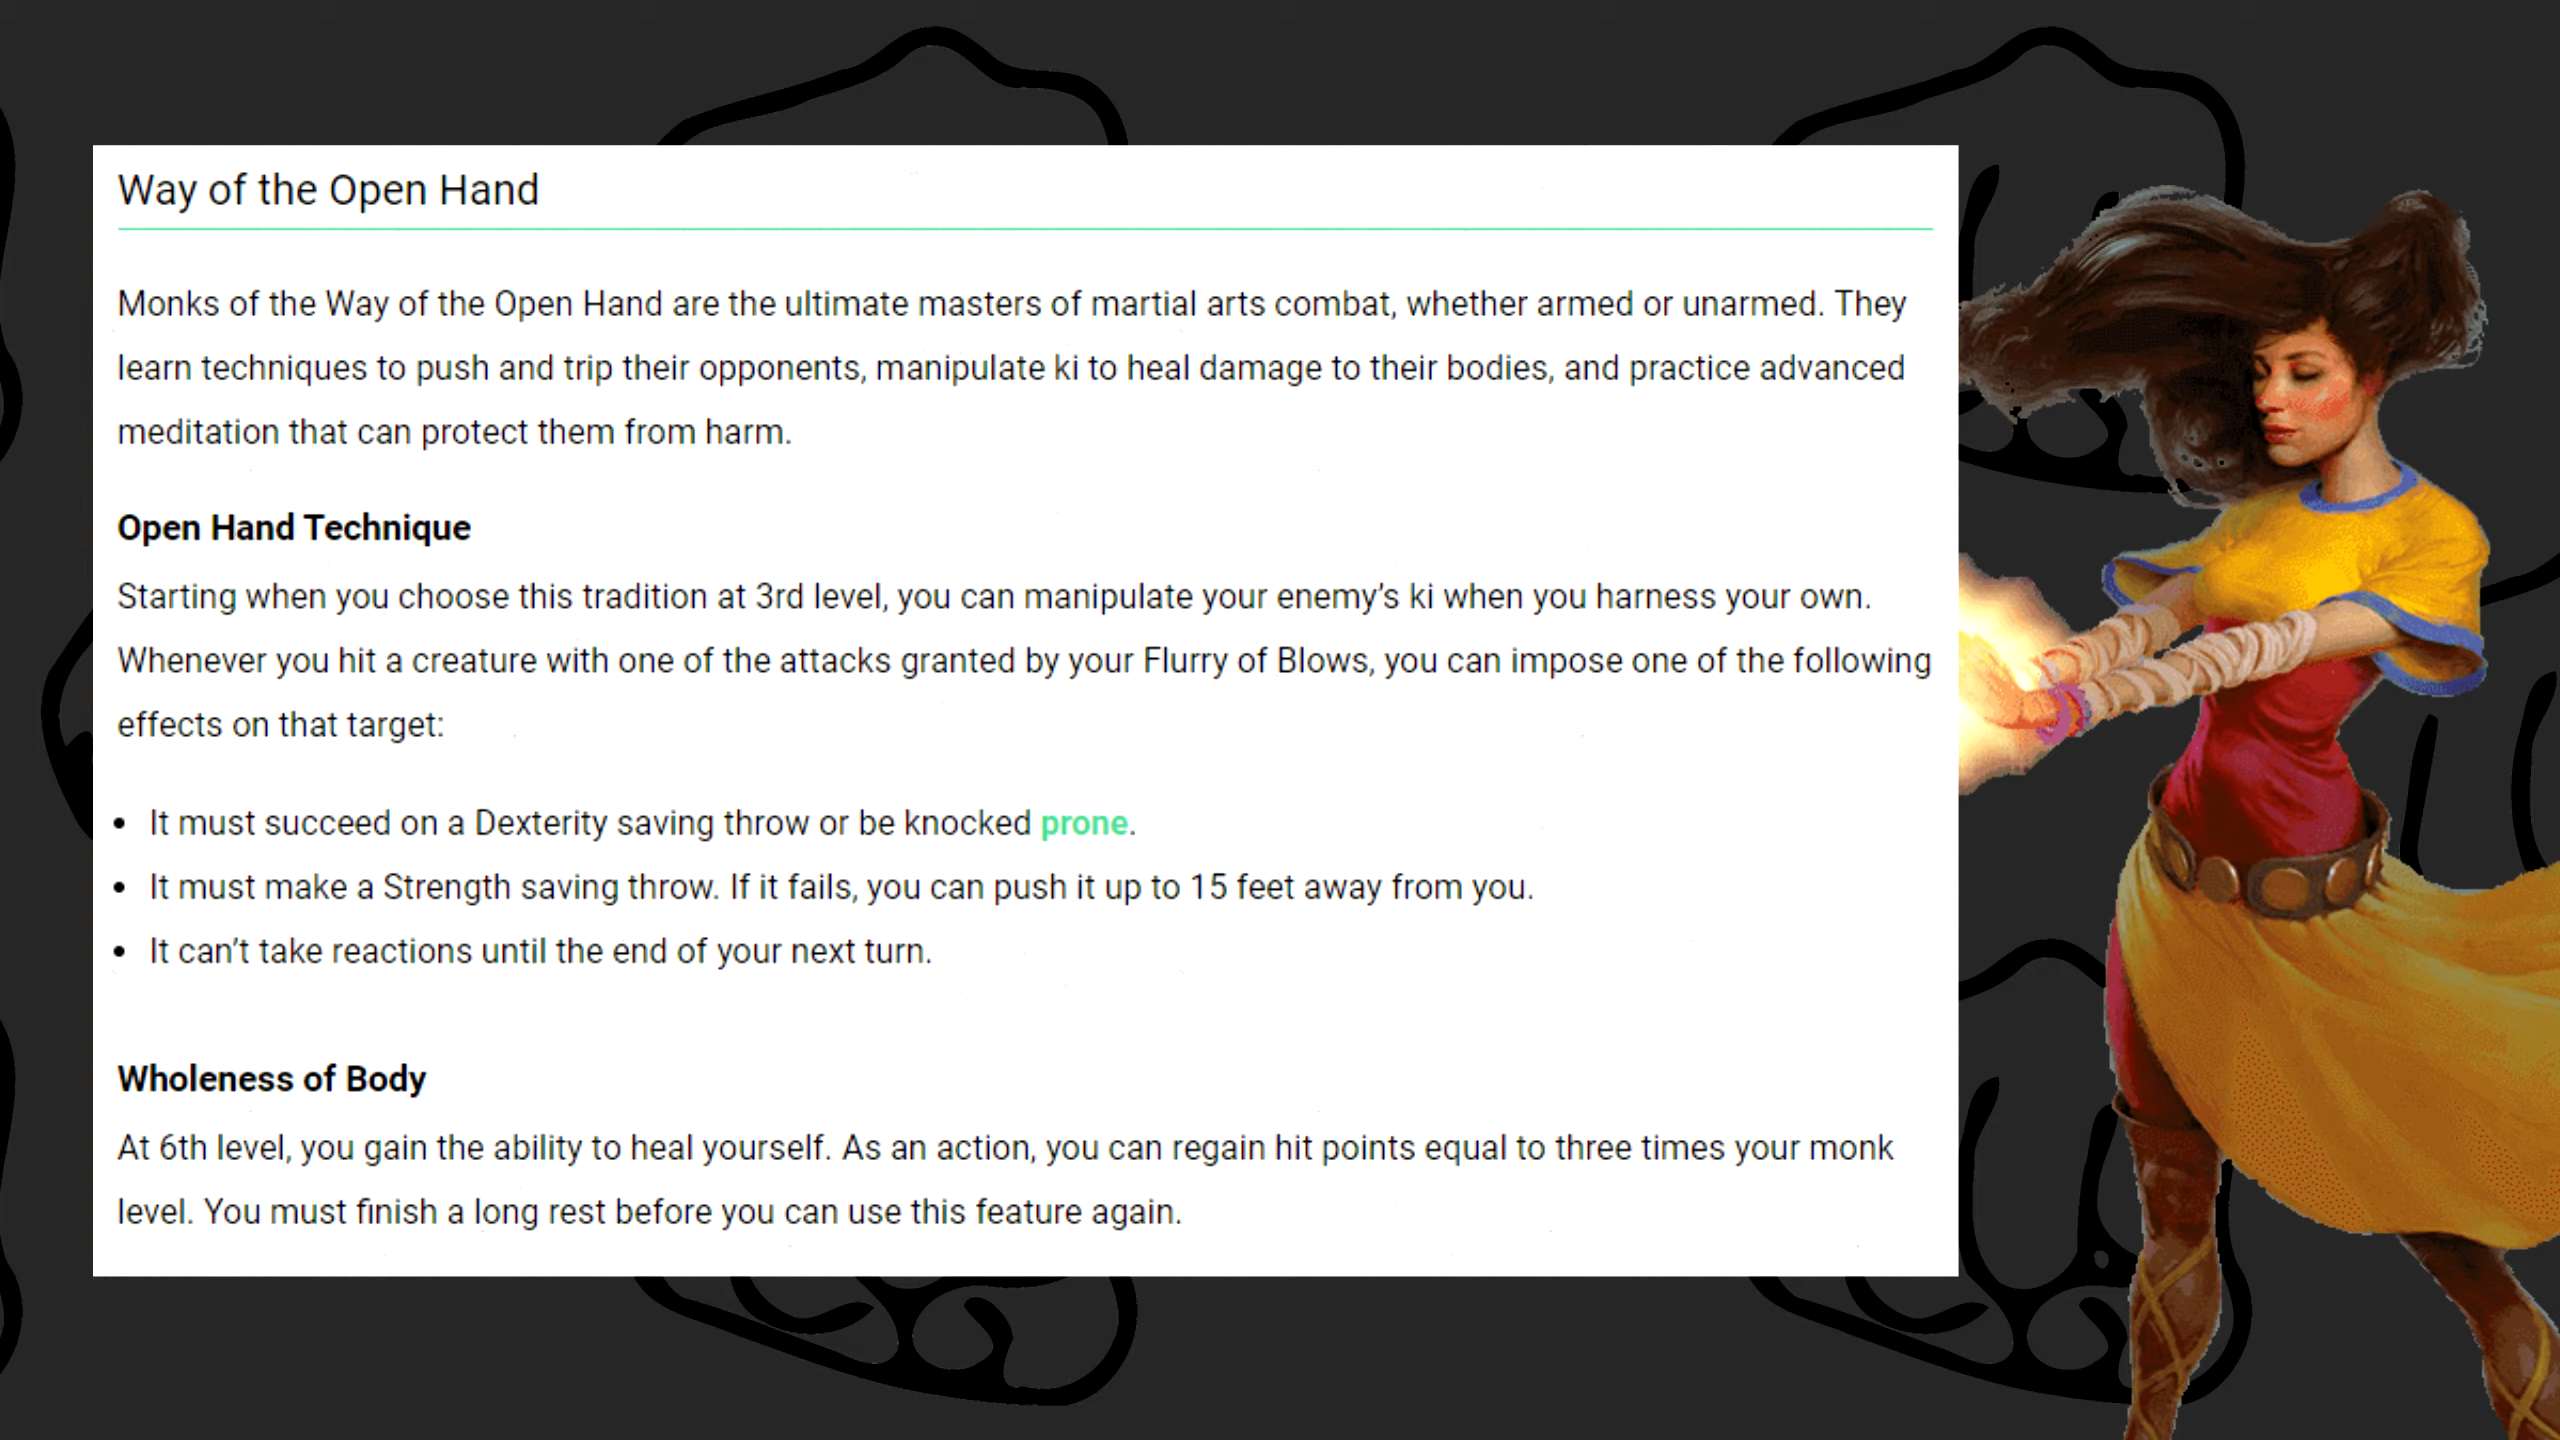 Way of the Open Hand
Monks of the Way of the Open Hand are the ultimate masters of martial arts combat, whether armed or unarmed. They
learn techniques to push and trip their opponents, manipulate ki to heal damage to their bodies, and practice advanced
meditation that can protect them from harm.
Open Hand Technique
Starting when you choose this tradition at 3rd level, you can manipulate your enemy’s ki when you harness your own.
Whenever you hit a creature with one of the attacks granted by your Flurry of Blows, you can impose one of the following
effects on that target:
• It must succeed on a Dexterity saving throw or be knocked prone.
• It must make a Strength saving throw. If it fails, you can push it up to 15 feet away from you.
• It can’t take reactions until the end of your next turn.
Wholeness of Body
At 6th level, you gain the ability to heal yourself. As an action, you can regain hit points equal to three times your monk
level. You must finish a long rest before you can use this feature again.